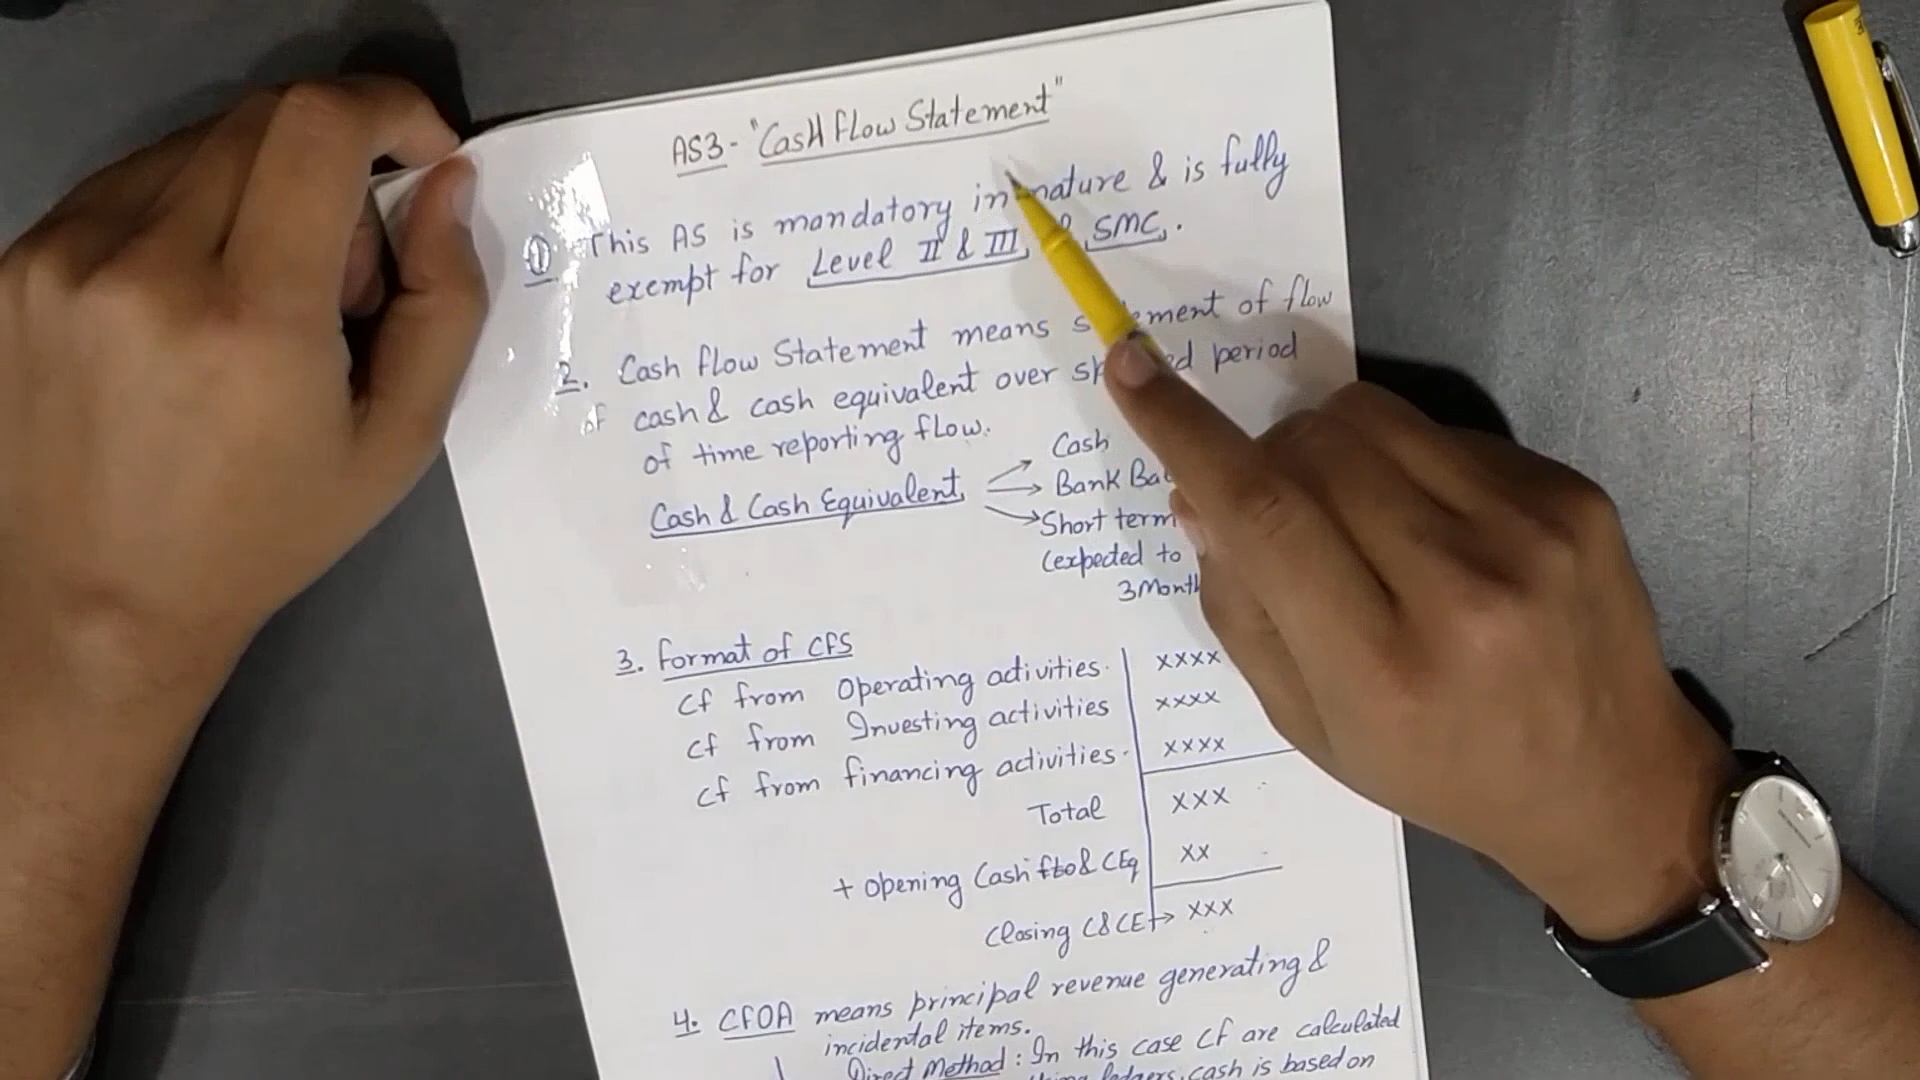 AS3- "CasH flow Statement"
① This AS is mandatory in nature & is fully
exempt for Level II & III, & SMC.
2. Cash flow Statement means ment of flow
of cash & cash equivalent over period
of time reporting flow.
Cash & Cash Equivalent
Cash
Bank
Short term
(expected to
3 Month
3. format of CFS
Cf from Operating activities. xxxx
Cf from Investing activities xxxx
Cf from financing activities. xxxx
Total xxx
+ opening Cash & CEq xx
Closing C&CE → xxx
4. CFOA means principal revenue generating &
incidental items.
Direct Method : In this case Cf are calculated
ledgers, cash is based on